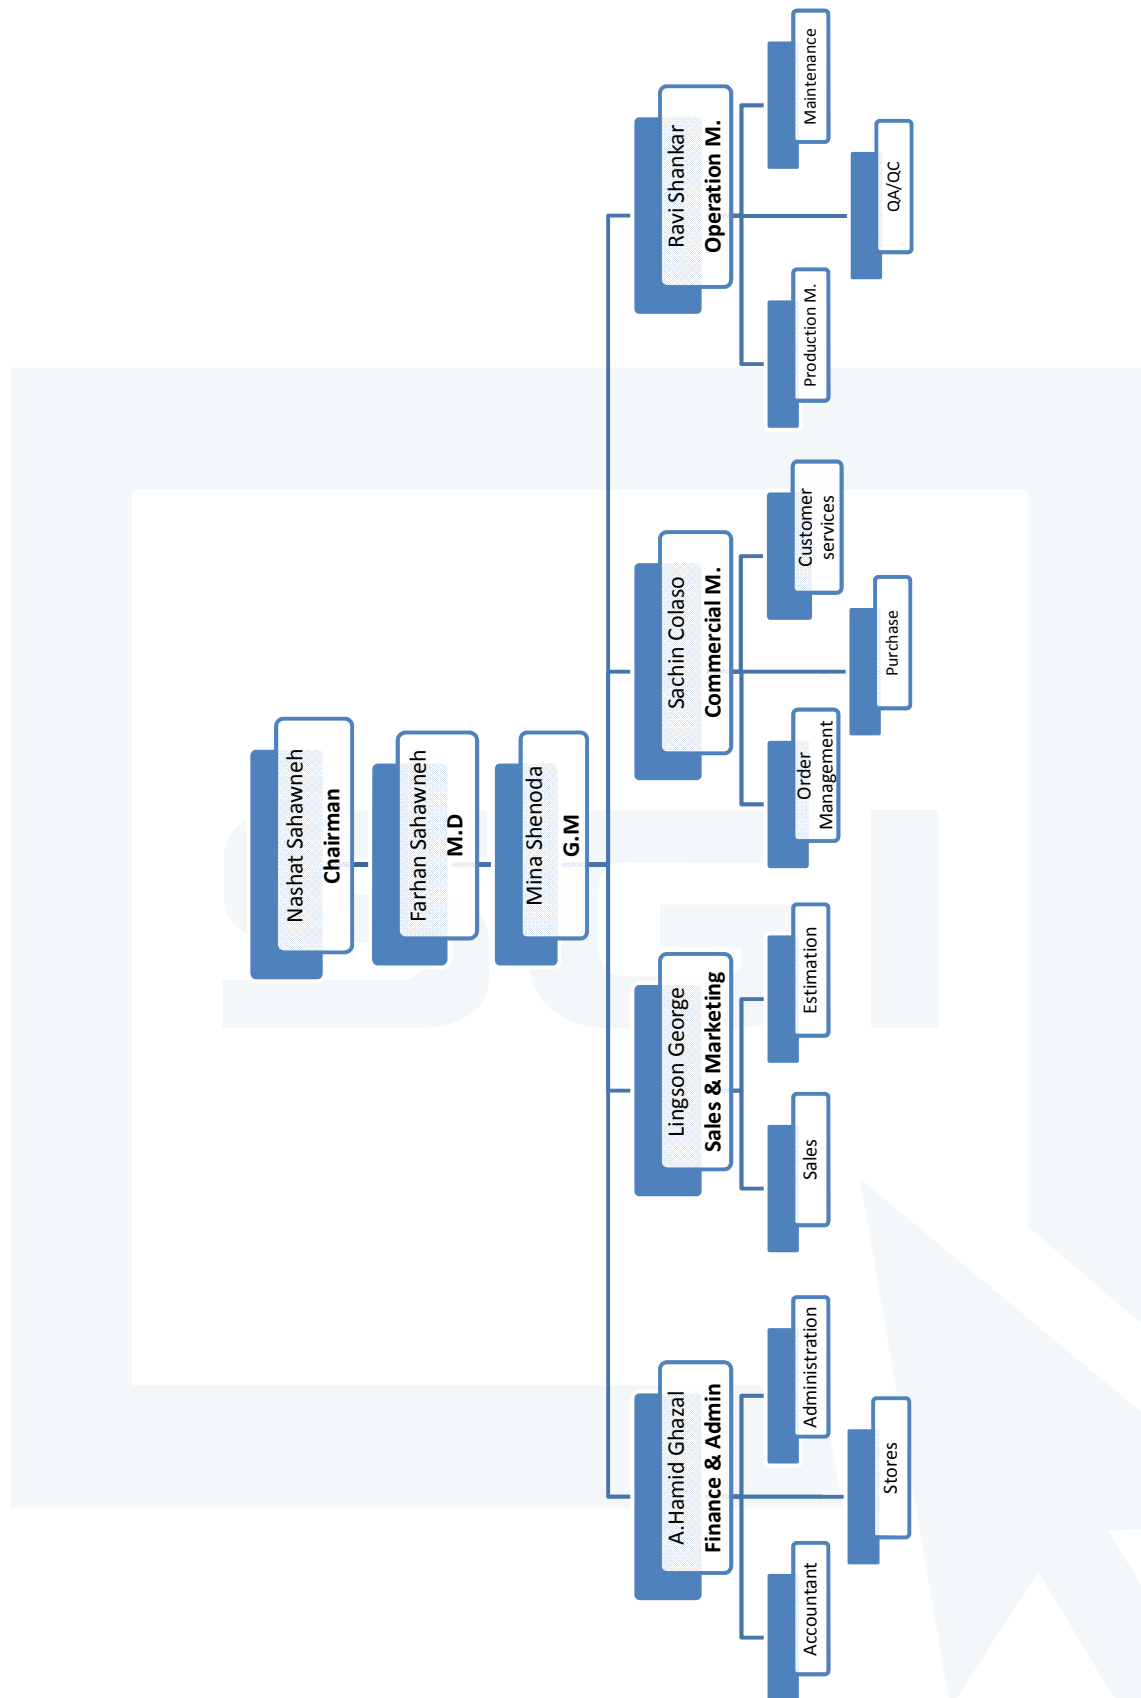 Nashat Sahawneh
Chairman
Farhan Sahawneh
M.D
Mina Shenoda
G.M
A.Hamid Ghazal
Finance & Admin
Lingson George
Sales & Marketing
Sachin Colaso
Commercial M.
Ravi Shankar
Operation M.
Accountant
Administration
Sales
Estimation
Order
Management
Customer
services
Production M.
Maintenance
Stores
Purchase
QA/QC